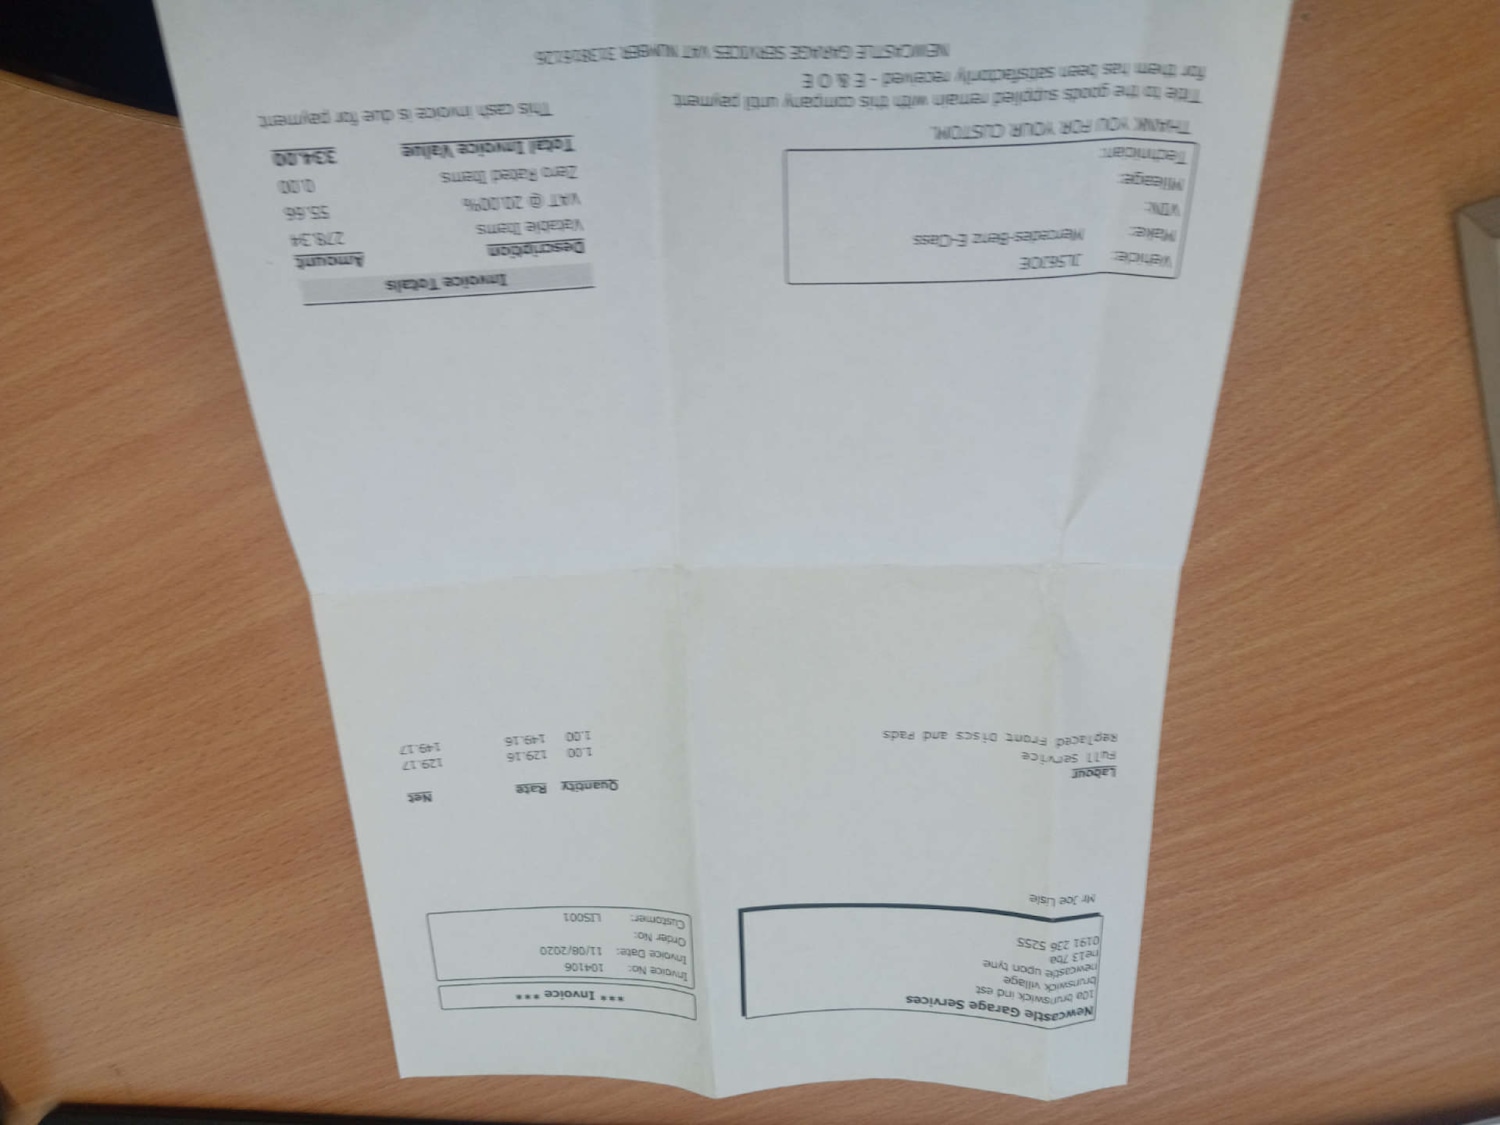 Newcastle Garage Services
10a brunswick ind est
brunswick village
newcastle upon tyne
ne13 7ba
0191 236 5255
*** Invoice ***
Invoice No: 104106
Invoice Date: 11/08/2020
Order No:
Customer: LIS001
Mr Joe Lisle
Quantity Rate Net
Labour
Full service 1.00 129.16 129.17
Replaced Front Discs and Pads 1.00 149.16 149.17
Invoice Totals
Description Amount
Vatable Items 278.34
VAT @ 20.00% 55.66
Zero Rated Items 0.00
Total Invoice Value 334.00
This cash invoice is due for payment
Vehicle: JLS6JOE
Make: Mercedes-Benz E-Class
VIN:
Mileage:
Technician:
THANK YOU FOR YOUR CUSTOM.
Title to the goods supplied remain with this company until payment
for them has been satisfactorily received - E & O E
NEWCASTLE GARAGE SERVICES VAT NUMBER